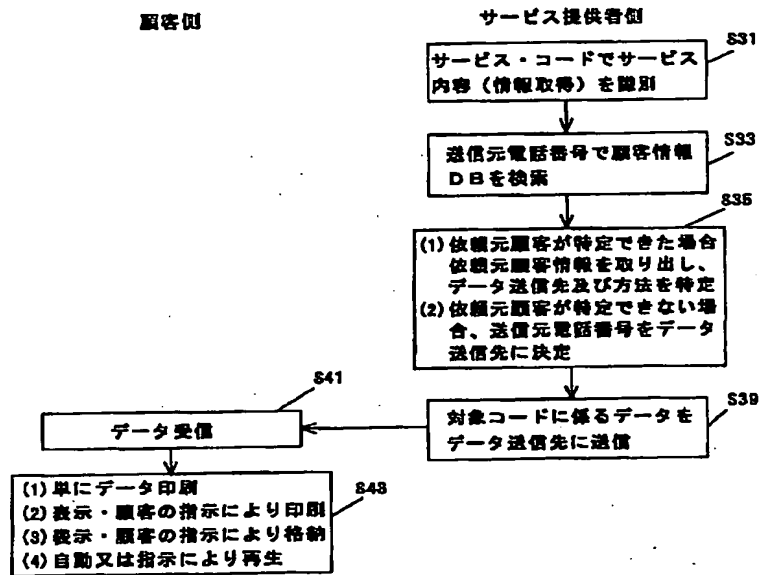 顧客側
サービス提供者側
S31
サービス・コードでサービス
内容（情報取得）を識別
S33
送信元電話番号で顧客情報
DBを検索
S35
(1)依頼元顧客が特定できた場合
依頼元顧客情報を取り出し、
データ送信先及び方法を特定
(2)依頼元顧客が特定できない場
合、送信元電話番号をデータ
送信先に決定
S39
対象コードに係るデータを
データ送信先に送信
S41
データ受信
S43
(1)単にデータ印刷
(2)表示・顧客の指示により印刷
(3)表示・顧客の指示により格納
(4)自動又は指示により再生